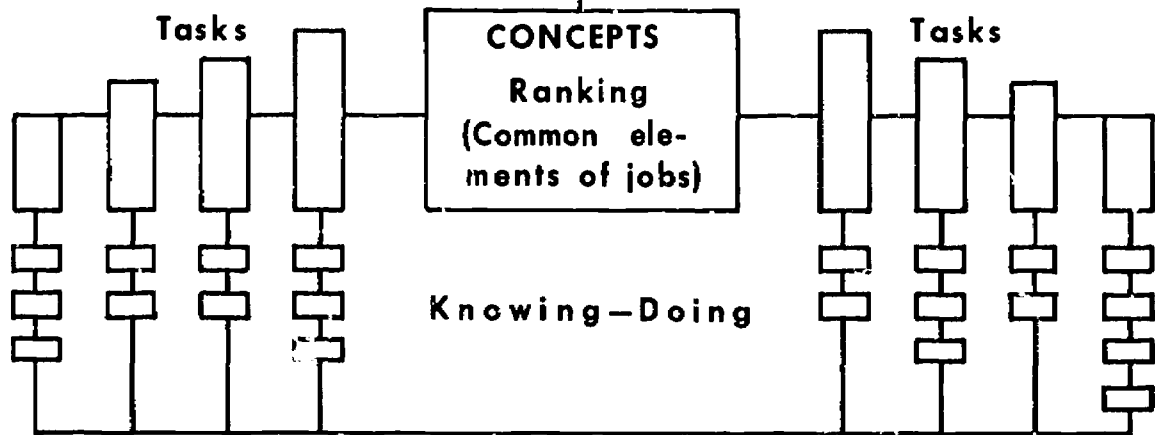 Tasks
CONCEPTS
Tasks
Ranking
(Common ele-
ments of jobs)
Knowing—Doing